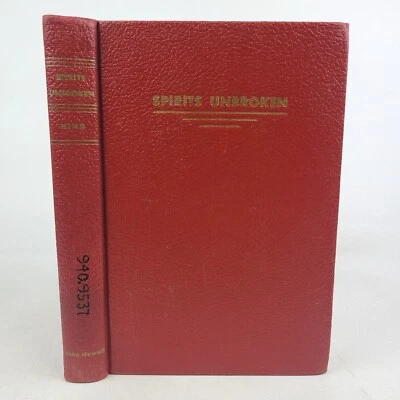 SPIRITS
UNBROKEN
HIND
940.9537
SPIRITS UNBROKEN